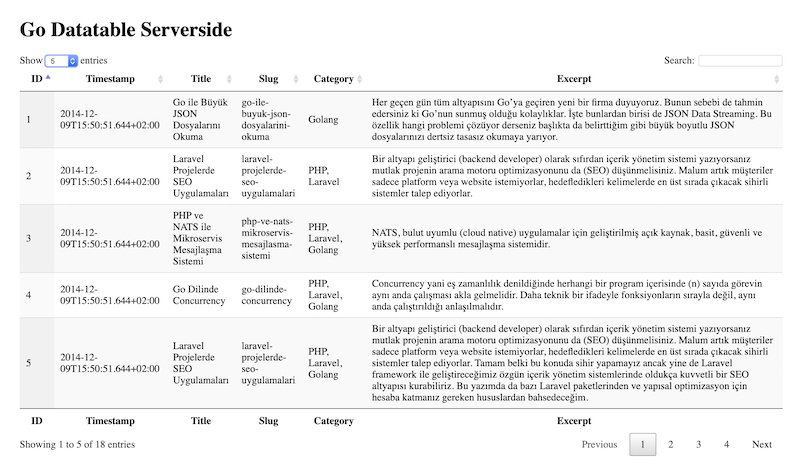 Go Datatable Serverside
Show 5 entries
Search:
ID Timestamp Title Slug Category Excerpt
1
2014-12-
09T15:50:51.644+02:00
Go ile Büyük
JSON
Dosyalarını
Okuma
go-ile-
buyuk-json-
dosyalarini-
okuma
Golang
Her geçen gün tüm altyapısını Go’ya geçiren yeni bir firma duyuyoruz. Bunun sebebi de tahmin
edersiniz ki Go’nun sunmuş olduğu kolaylıklar. İşte bunlardan birisi de JSON Data Streaming. Bu
özellik hangi problemi çözüyor derseniz başlıkta da belirttiğim gibi büyük boyutlu JSON
dosyalarınızı dertsiz tasasız okumaya yarıyor.
2
2014-12-
09T15:50:51.644+02:00
Laravel
Projelerde
SEO
Uygulamaları
laravel-
projelerde-
seo-
uygulamalari
PHP,
Laravel
Bir altyapı geliştirici (backend developer) olarak sıfırdan içerik yönetim sistemi yazıyorsanız
mutlak projenin arama motoru optimizasyonunu da (SEO) düşünmelisiniz. Malum artık müşteriler
sadece platform veya website istemiyorlar, hedefledikleri kelimelerde en üst sırada çıkacak sihirli
sistemler talep ediyorlar.
3
2014-12-
09T15:50:51.644+02:00
PHP ve
NATS ile
Mikroservis
Mesajlaşma
Sistemi
php-ve-nats-
mikroservis-
mesajlasma-
sistemi
PHP,
Laravel,
Golang
NATS, bulut uyumlu (cloud native) uygulamalar için geliştirilmiş açık kaynak, basit, güvenli ve
yüksek performanslı mesajlaşma sistemidir.
4
2014-12-
09T15:50:51.644+02:00
Go Dilinde
Concurrency
go-dilinde-
concurrency
PHP,
Laravel,
Golang
Concurrency yani eş zamanlılık denildiğinde herhangi bir program içerisinde (n) sayıda görevin
aynı anda çalışması akla gelmelidir. Daha teknik bir ifadeyle fonksiyonların sırayla değil, aynı
anda çalıştırıldığı anlaşılmalıdır.
5
2014-12-
09T15:50:51.644+02:00
Laravel
Projelerde
SEO
Uygulamaları
laravel-
projelerde-
seo-
uygulamalari
PHP,
Laravel,
Golang
Bir altyapı geliştirici (backend developer) olarak sıfırdan içerik yönetim sistemi yazıyorsanız
mutlak projenin arama motoru optimizasyonunu da (SEO) düşünmelisiniz. Malum artık müşteriler
sadece platform veya website istemiyorlar, hedefledikleri kelimelerde en üst sırada çıkacak sihirli
sistemler talep ediyorlar. Tamam belki bu konuda sihir yapamayız ancak yine de Laravel
framework ile geliştireceğimiz özgün içerik yönetim sistemlerinde oldukça kuvvetli bir SEO
altyapısı kurabiliriz. Bu yazımda da bazı Laravel paketlerinden ve yapısal optimizasyon için
hesaba katmanız gereken hususlardan bahsedeceğim.
ID Timestamp Title Slug Category Excerpt
Showing 1 to 5 of 18 entries
Previous 1 2 3 4 Next